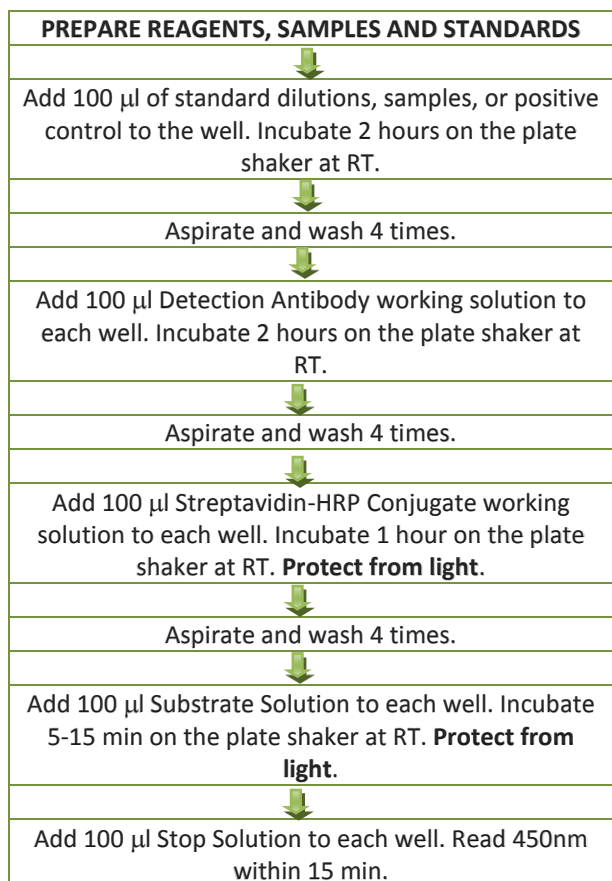 PREPARE REAGENTS, SAMPLES AND STANDARDS
Add 100 μl of standard dilutions, samples, or positive
control to the well. Incubate 2 hours on the plate
shaker at RT.
Aspirate and wash 4 times.
Add 100 μl Detection Antibody working solution to
each well. Incubate 2 hours on the plate shaker at
RT.
Aspirate and wash 4 times.
Add 100 μl Streptavidin-HRP Conjugate working
solution to each well. Incubate 1 hour on the plate
shaker at RT. Protect from light.
Aspirate and wash 4 times.
Add 100 μl Substrate Solution to each well. Incubate
5-15 min on the plate shaker at RT. Protect from
light.
Add 100 μl Stop Solution to each well. Read 450nm
within 15 min.